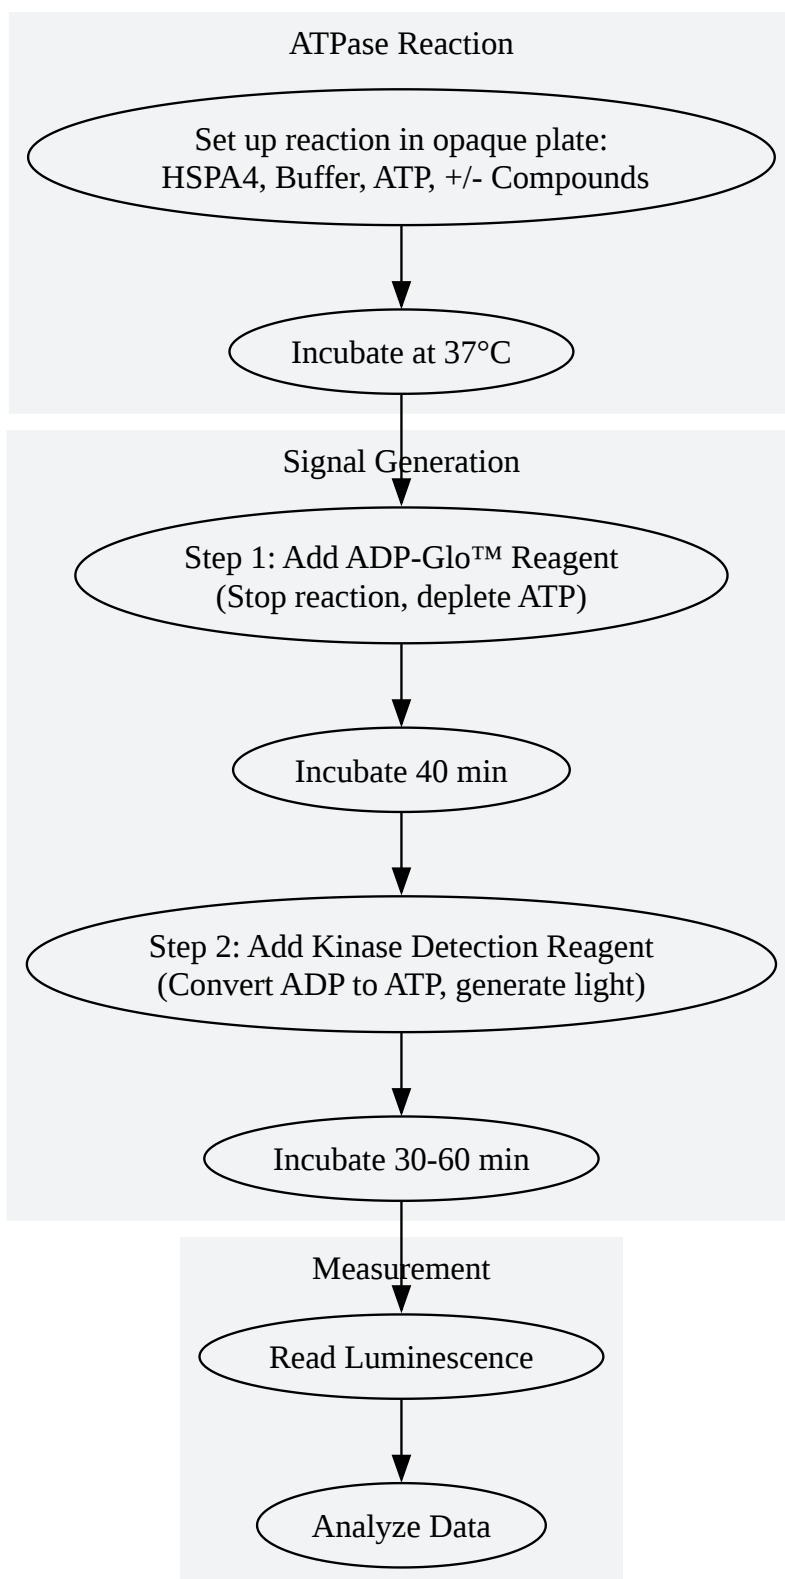 ATPase Reaction
Set up reaction in opaque plate:
HSPA4, Buffer, ATP, +/- Compounds
Incubate at 37°C
Signal Generation
Step 1: Add ADP-Glo™ Reagent
(Stop reaction, deplete ATP)
Incubate 40 min
Step 2: Add Kinase Detection Reagent
(Convert ADP to ATP, generate light)
Incubate 30-60 min
Measurement
Read Luminescence
Analyze Data